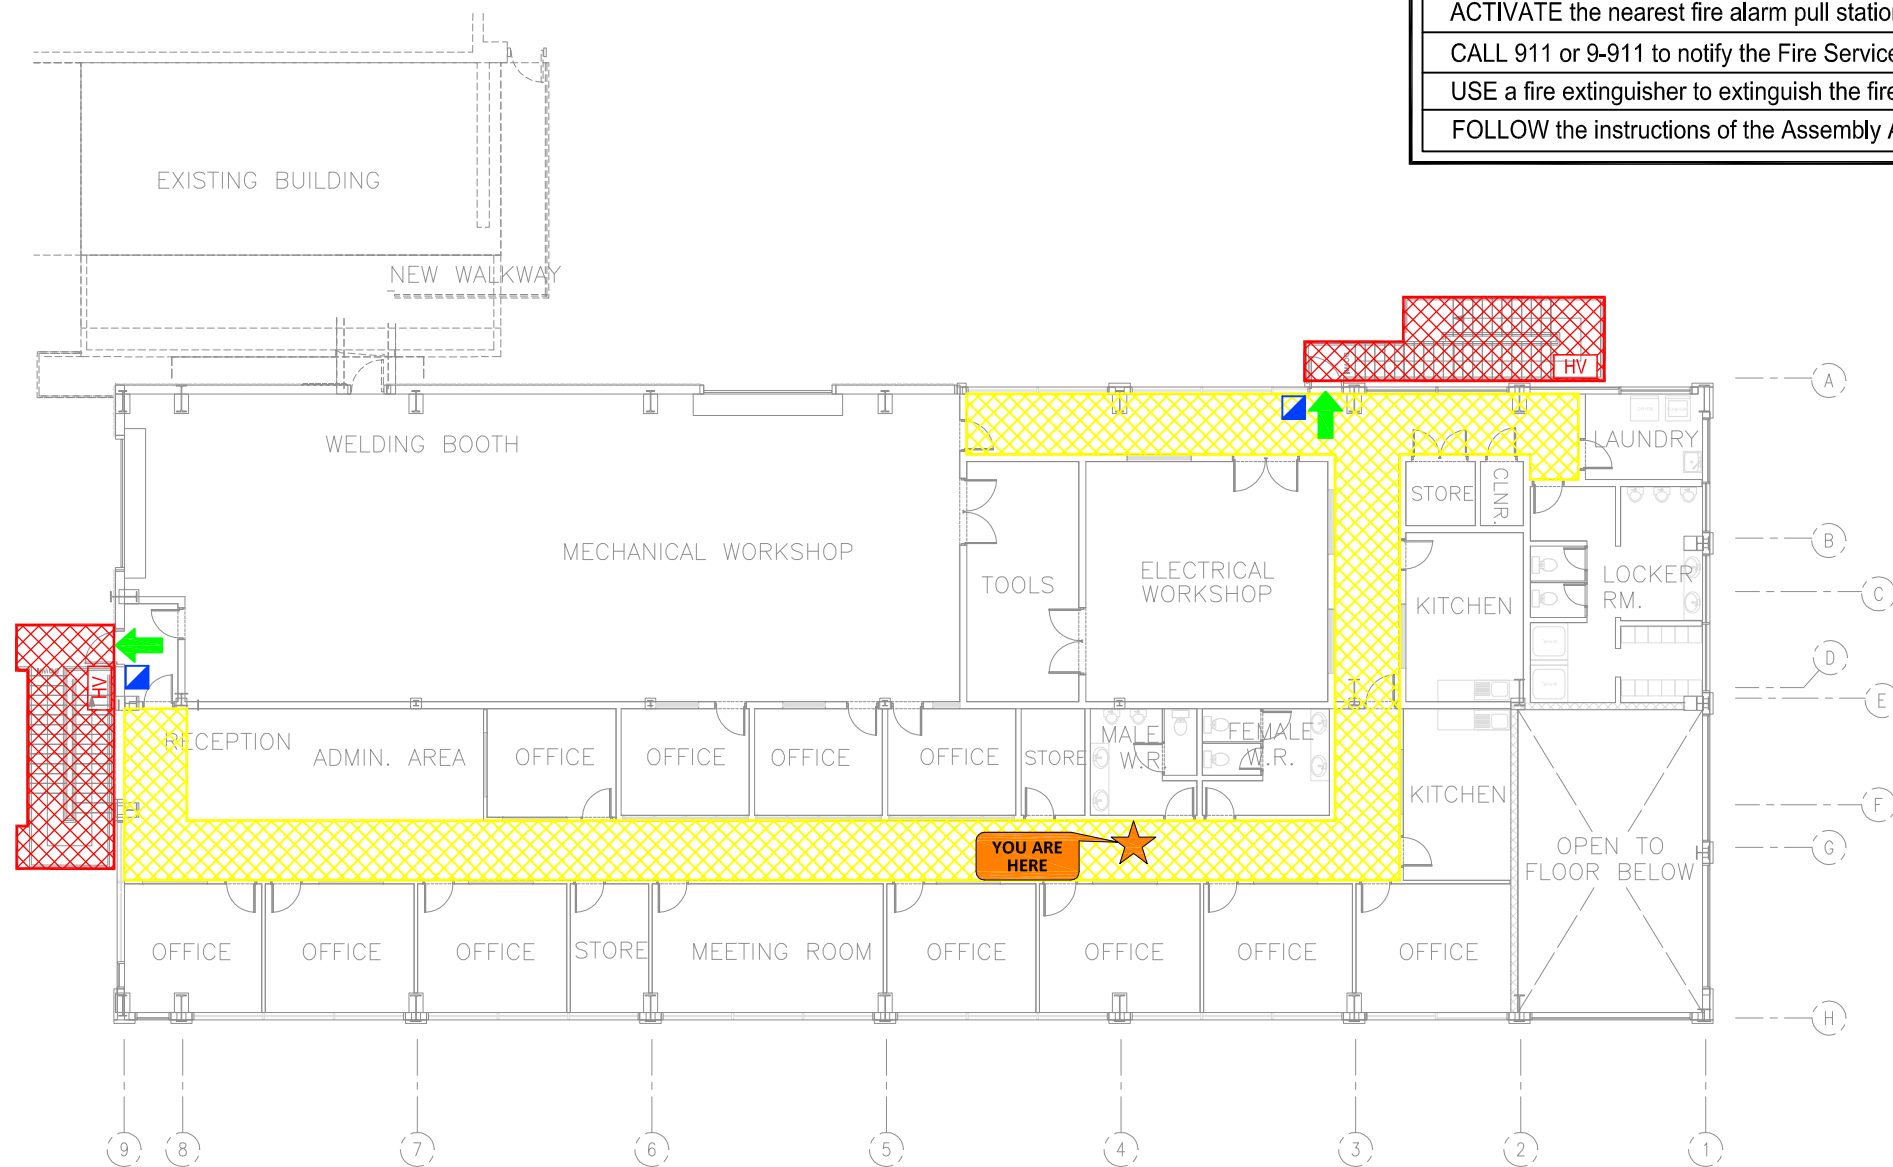 ACTIVATE the nearest fire alarm pull station
CALL 911 or 9-911 to notify the Fire Service
USE a fire extinguisher to extinguish the fire
FOLLOW the instructions of the Assembly A
EXISTING BUILDING
NEW WALKWAY
HV
A
WELDING BOOTH
LAUNDRY
STORE
CLNR.
MECHANICAL WORKSHOP
B
TOOLS
ELECTRICAL
WORKSHOP
KITCHEN
LOCKER
RM.
C
D
HV
E
RECEPTION
ADMIN. AREA
OFFICE
OFFICE
OFFICE
OFFICE
STORE
MALE
W.R.
FEMALE
W.R.
KITCHEN
F
YOU ARE
HERE
OPEN TO
FLOOR BELOW
G
OFFICE
OFFICE
OFFICE
STORE
MEETING ROOM
OFFICE
OFFICE
OFFICE
OFFICE
H
9
8
7
6
5
4
3
2
1